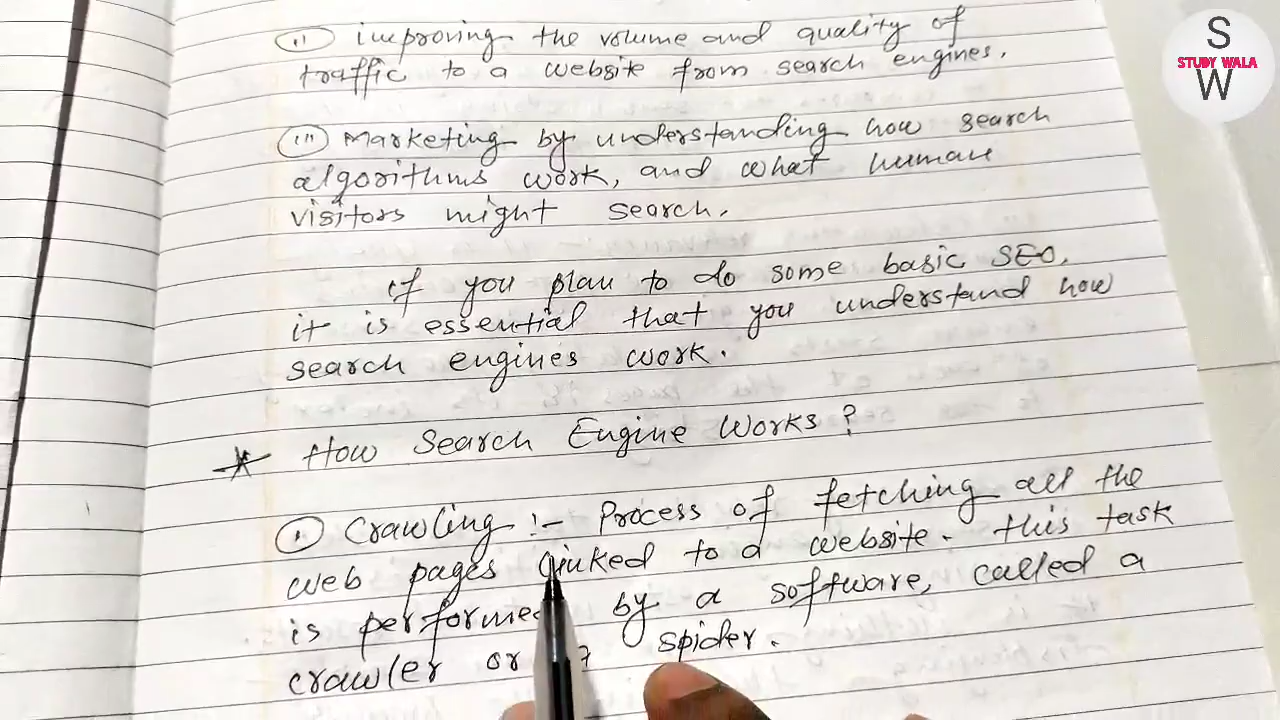 (ii) improving the volume and quality of
traffic to a website from search engines.
(iii) Marketing by understanding how search
algorithms work, and what human
visitors might search.
if you plan to do some basic SEO,
it is essential that you understand how
search engines work.
* How Search Engine Works?
(1.) Crawling :- Process of fetching all the
web pages linked to a website. This task
is performed by a software, called a
crawler or spider.
S
STUDY WALA
W